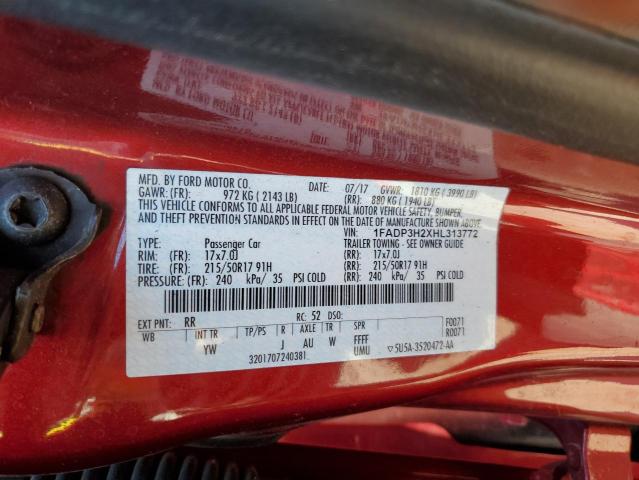 MFD. BY FORD MOTOR CO.
DATE: 07/17 GVWR: 1810 KG ( 3990 LB)
GAWR: (FR): 972 KG ( 2143 LB) (RR): 880 KG ( 1940 LB)
THIS VEHICLE CONFORMS TO ALL APPLICABLE FEDERAL MOTOR VEHICLE SAFETY, BUMPER,
AND THEFT PREVENTION STANDARDS IN EFFECT ON THE DATE OF MANUFACTURE SHOWN ABOVE
1FADP3H2XHL313772
TYPE: Passenger Car TRAILER TOWING - SEE OWNER GUIDE
RIM: (FR): 17x7.0J (RR): 17x7.0J
TIRE: (FR): 215/50R17 91H (RR): 215/50R17 91H
PRESSURE: (FR): 240 kPa/ 35 PSI COLD (RR): 240 kPa/ 35 PSI COLD
EXT PNT: RR RC: 52 DSO: F0071
WB INT TR TP/PS R AXLE TR SPR R0071
YW J AU W FFFF
UMU
3201707240381 5U5A-3520472-AA